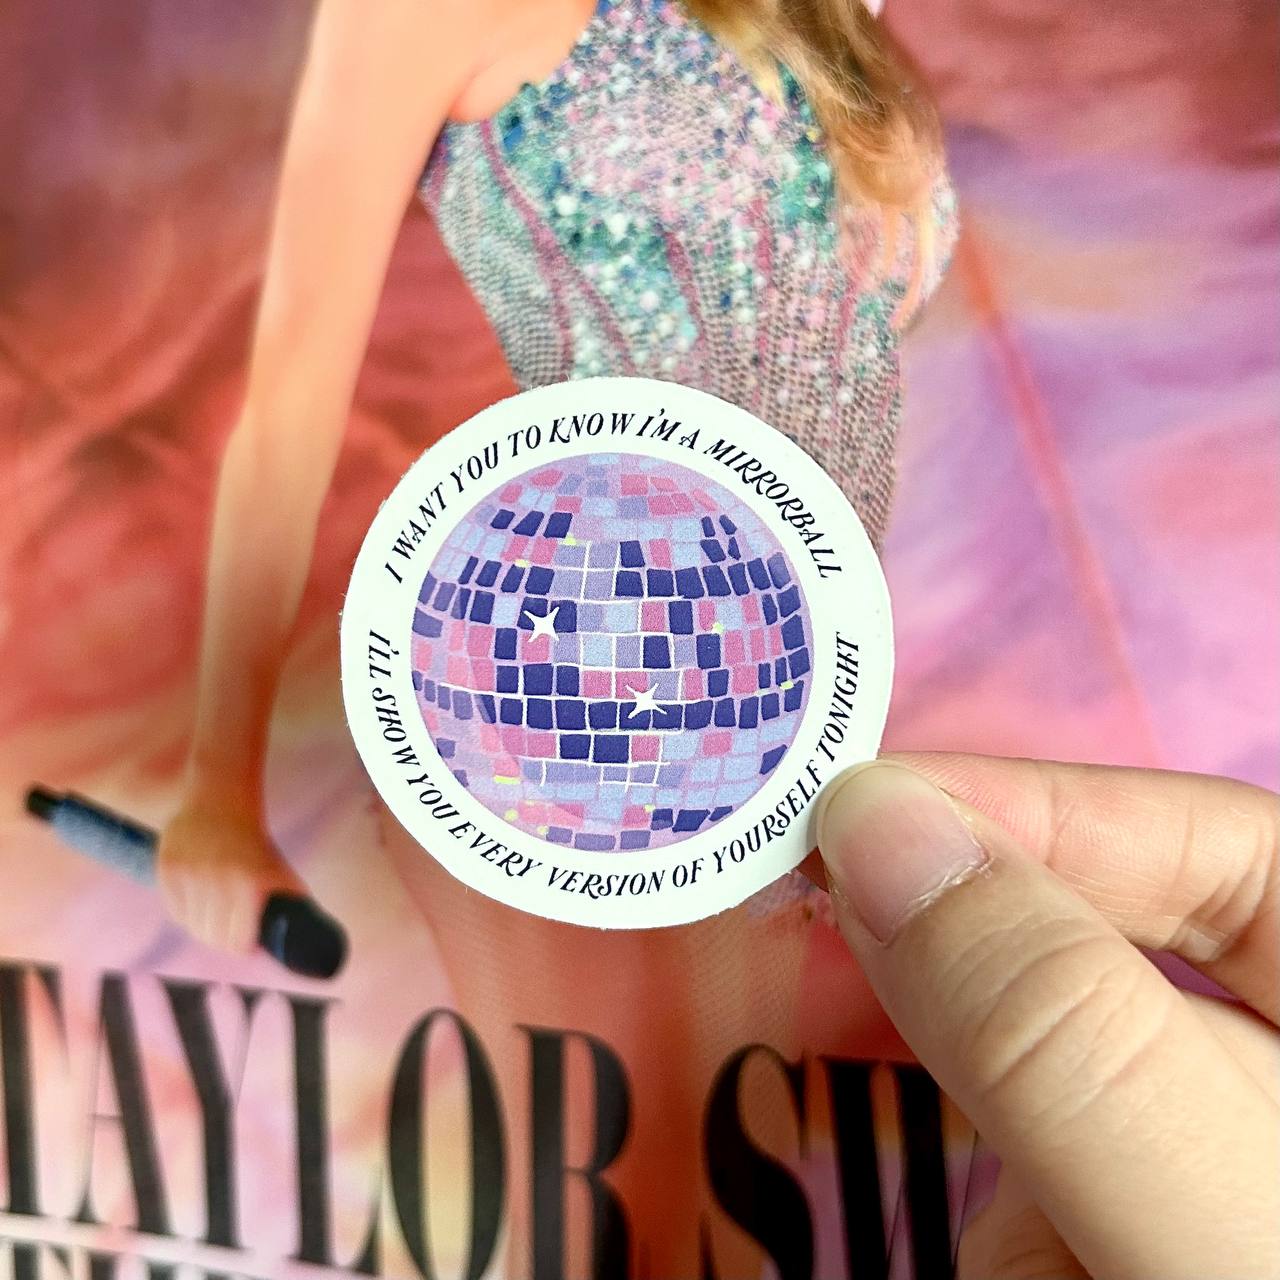 I WANT YOU TO KNOW I'M A MIRRORBALL
I'LL SHOW YOU EVERY VERSION OF YOURSELF TONIGHT
TAYLOR SW